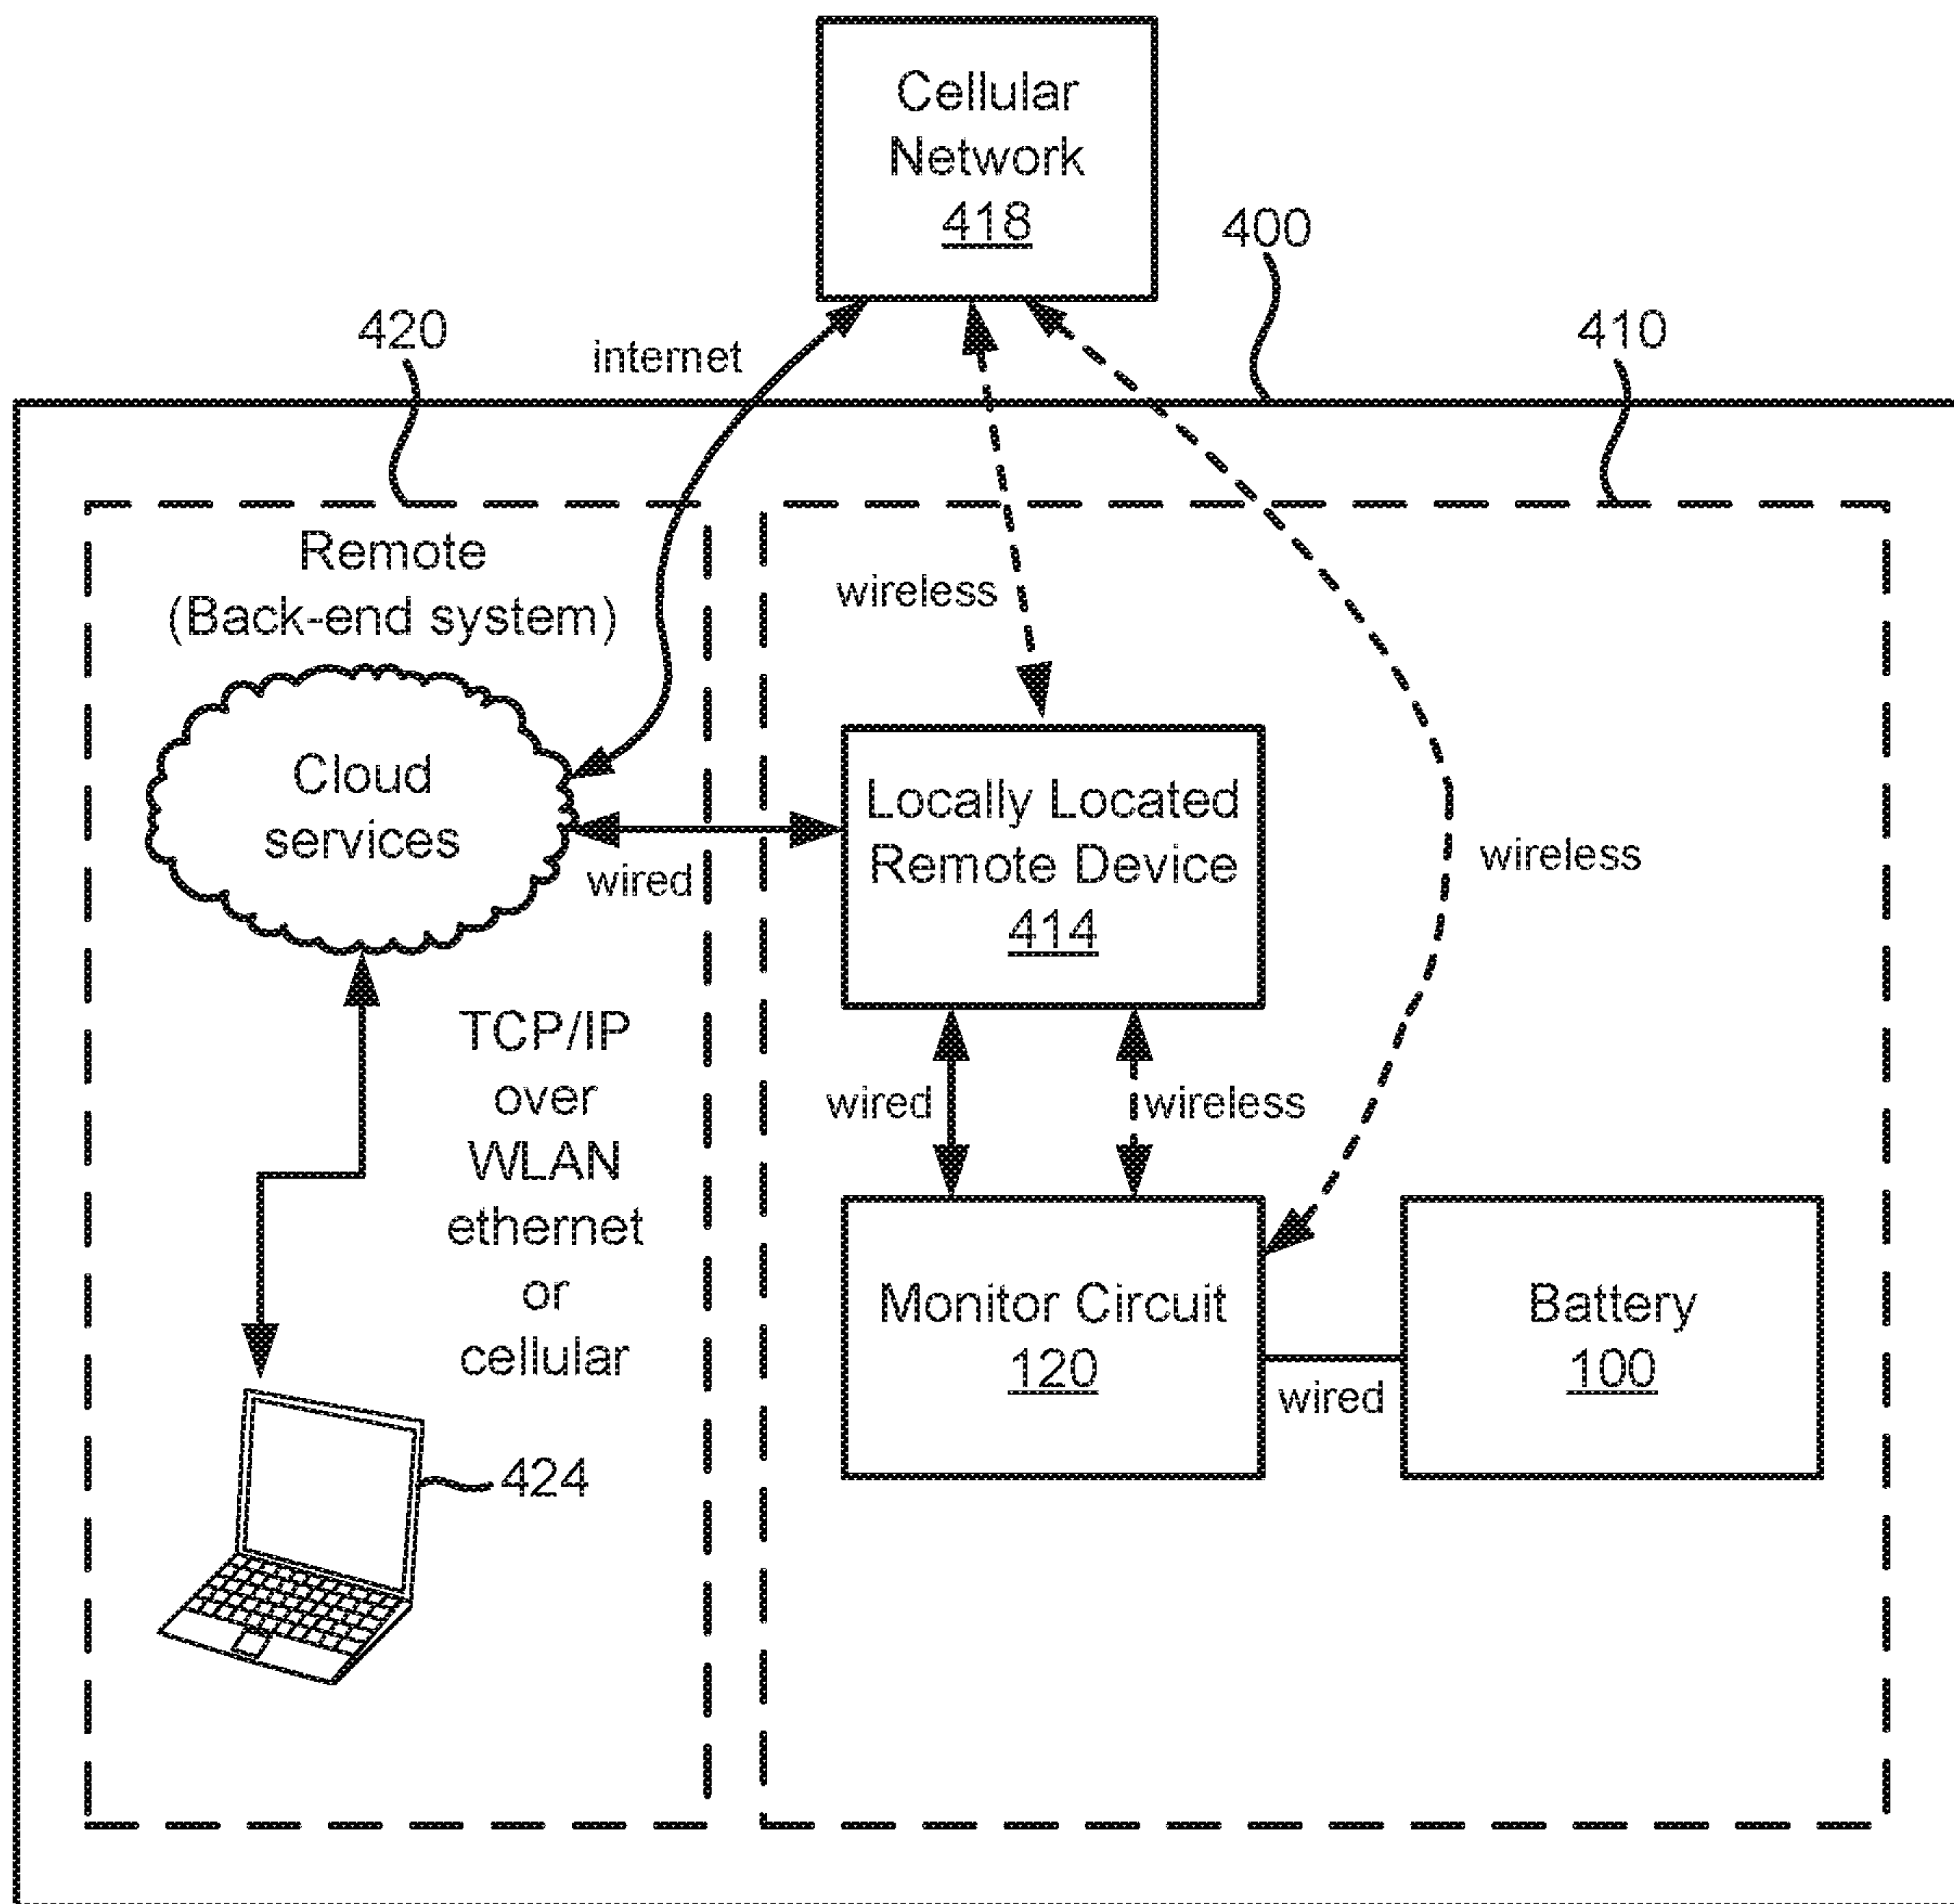 Cellular
Network
418
400
420
410
internet
Remote
(Back-end system)
wireless
Cloud
services
wired
Locally Located
Remote Device
414
wireless
TCP/IP
over
WLAN
ethernet
or
cellular
wired
wireless
Monitor Circuit
120
wired
Battery
100
424